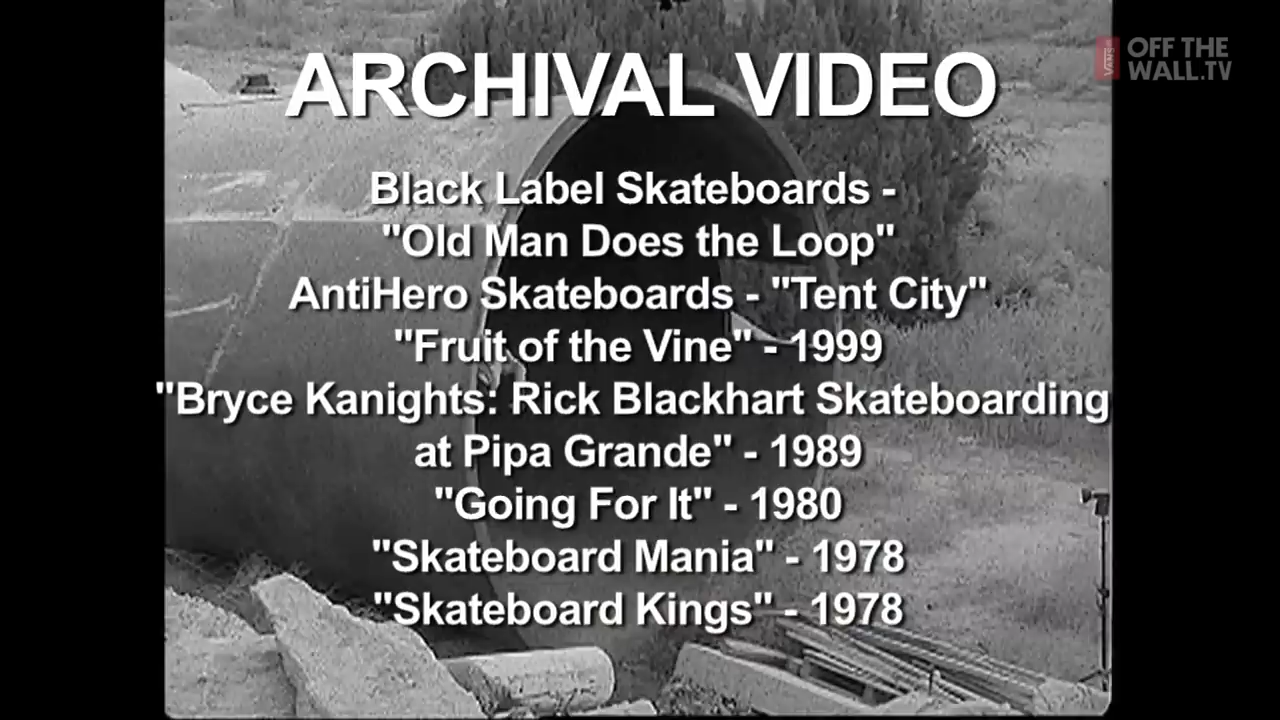 ARCHIVAL VIDEO
VANS
OFF THE
WALL.TV
Black Label Skateboards -
"Old Man Does the Loop"
AntiHero Skateboards - "Tent City"
"Fruit of the Vine" - 1999
"Bryce Kanights: Rick Blackhart Skateboarding
at Pipa Grande" - 1989
"Going For It" - 1980
"Skateboard Mania" - 1978
"Skateboard Kings" - 1978